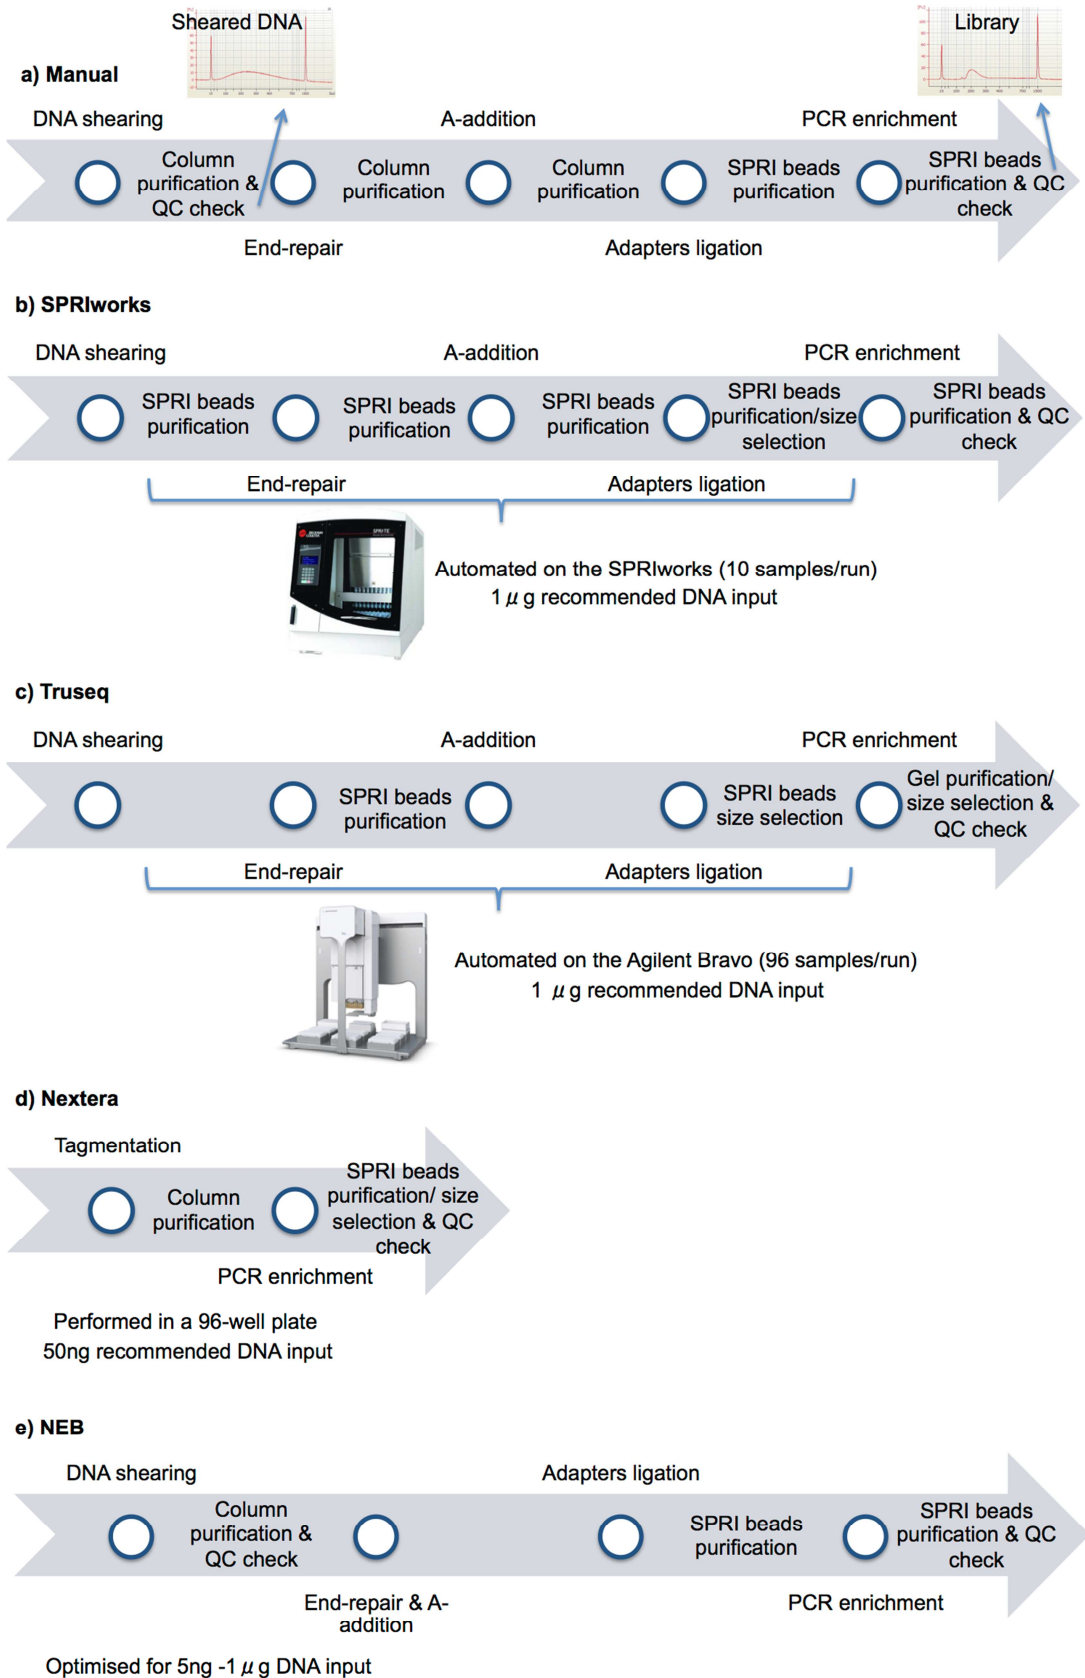 Sheared DNA
Library
a) Manual
DNA shearing
A-addition
PCR enrichment
Column
purification &
QC check
Column
purification
Column
purification
SPRI beads
purification
SPRI beads
purification & QC
check
End-repair
Adapters ligation
b) SPRIworks
DNA shearing
A-addition
PCR enrichment
SPRI beads
purification
SPRI beads
purification
SPRI beads
purification
SPRI beads
purification/size
selection
SPRI beads
purification & QC
check
End-repair
Adapters ligation
Automated on the SPRIworks (10 samples/run)
1 μ g recommended DNA input
c) Truseq
DNA shearing
A-addition
PCR enrichment
SPRI beads
purification
SPRI beads
size selection
Gel purification/
size selection &
QC check
End-repair
Adapters ligation
Automated on the Agilent Bravo (96 samples/run)
1 μ g recommended DNA input
d) Nextera
Tagmentation
Column
purification
SPRI beads
purification/ size
selection & QC
check
PCR enrichment
Performed in a 96-well plate
50ng recommended DNA input
e) NEB
DNA shearing
Adapters ligation
Column
purification &
QC check
SPRI beads
purification
SPRI beads
purification & QC
check
End-repair & A-
addition
PCR enrichment
Optimised for 5ng -1 μ g DNA input